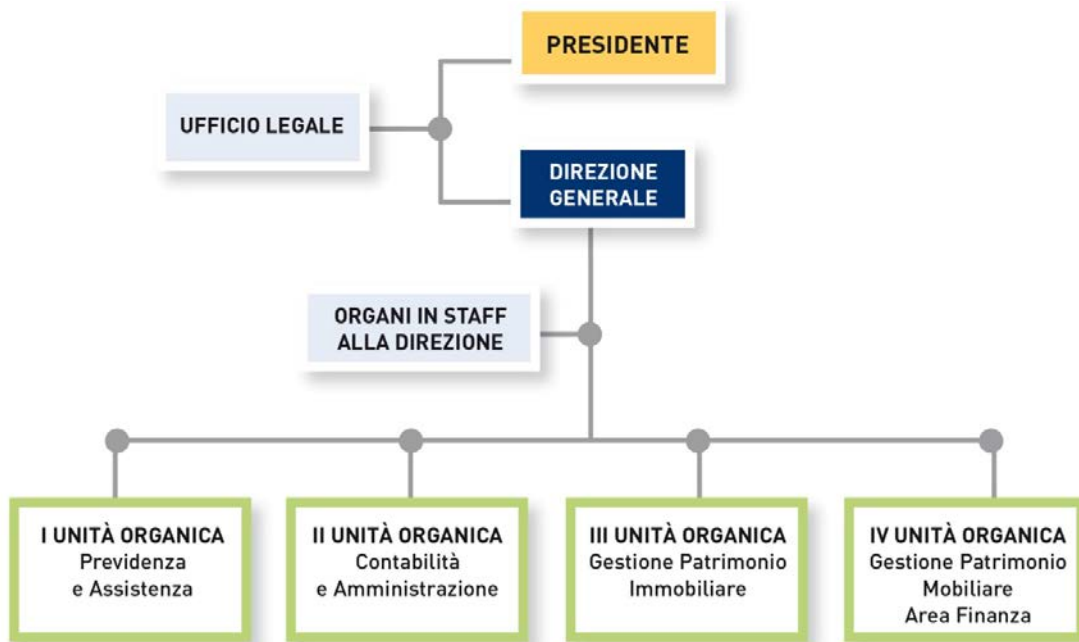 PRESIDENTE
UFFICIO LEGALE
DIREZIONE
GENERALE
ORGANI IN STAFF
ALLA DIREZIONE
I UNITÀ ORGANICA
Previdenza
e Assistenza
II UNITÀ ORGANICA
Contabilità
e Amministrazione
III UNITÀ ORGANICA
Gestione Patrimonio
Immobiliare
IV UNITÀ ORGANICA
Gestione Patrimonio
Mobiliare
Area Finanza